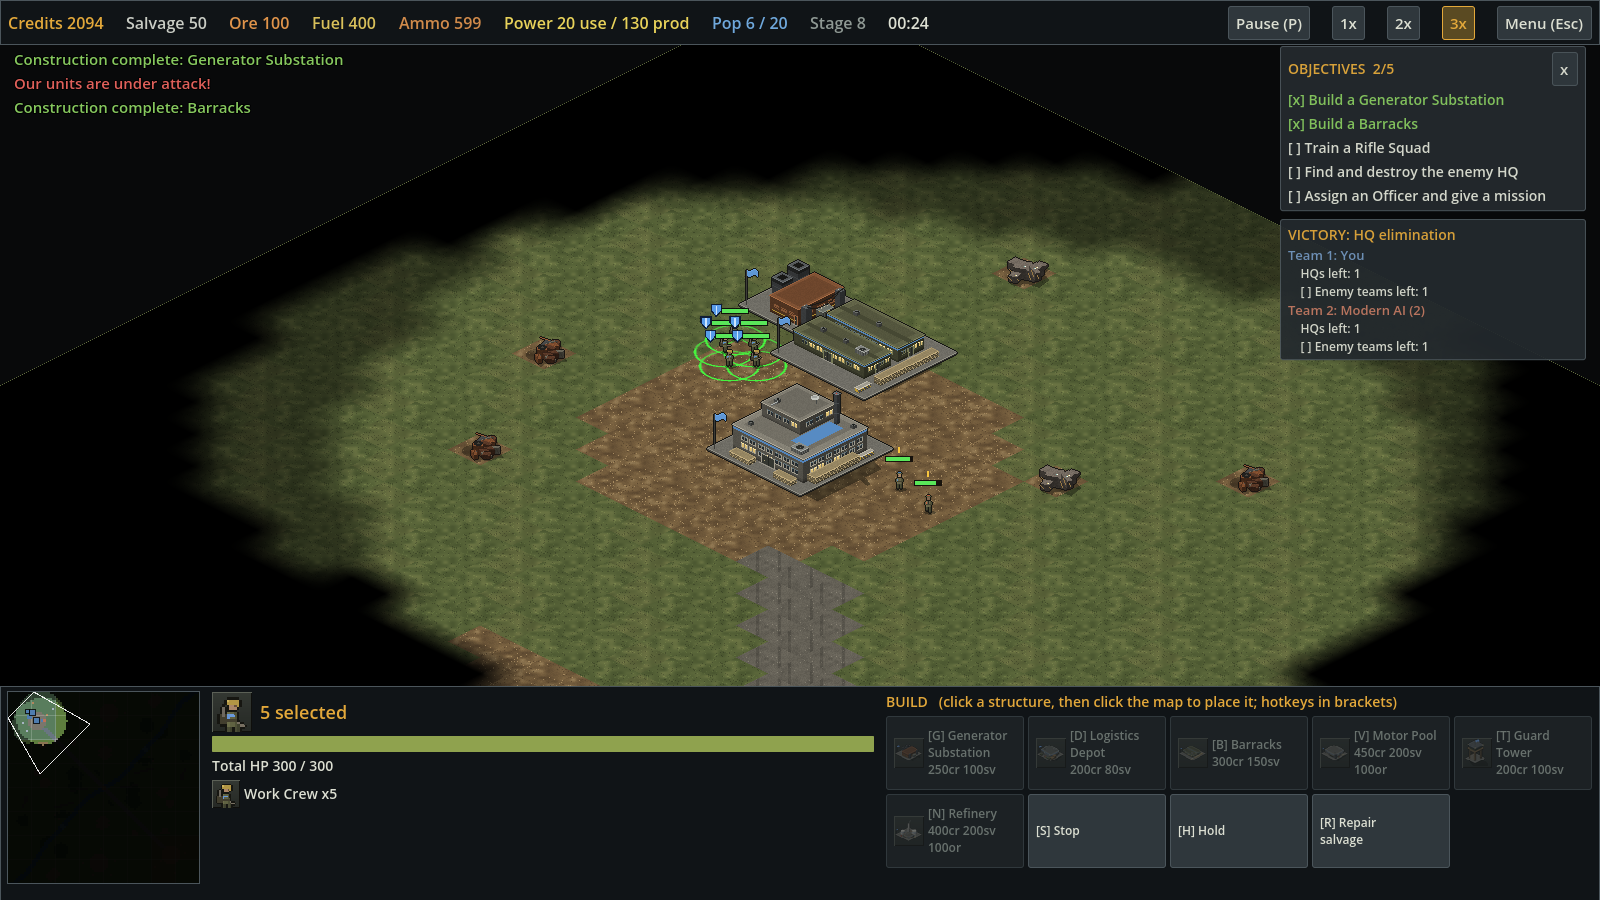 Credits 2094 Salvage 50 Ore 100 Fuel 400 Ammo 599 Power 20 use / 130 prod Pop 6 / 20 Stage 8 00:24 Pause (P) 1x 2x 3x Menu (Esc)
Construction complete: Generator Substation
Our units are under attack!
Construction complete: Barracks
OBJECTIVES 2/5 x
[x] Build a Generator Substation
[x] Build a Barracks
[ ] Train a Rifle Squad
[ ] Find and destroy the enemy HQ
[ ] Assign an Officer and give a mission
VICTORY: HQ elimination
Team 1: You
HQs left: 1
[ ] Enemy teams left: 1
Team 2: Modern AI (2)
HQs left: 1
[ ] Enemy teams left: 1
5 selected
Total HP 300 / 300
Work Crew x5
BUILD (click a structure, then click the map to place it; hotkeys in brackets)
[G] Generator
Substation
250cr 100sv
[D] Logistics
Depot
200cr 80sv
[B] Barracks
300cr 150sv
[V] Motor Pool
450cr 200sv
100or
[T] Guard
Tower
200cr 100sv
[N] Refinery
400cr 200sv
100or
[S] Stop
[H] Hold
[R] Repair
salvage